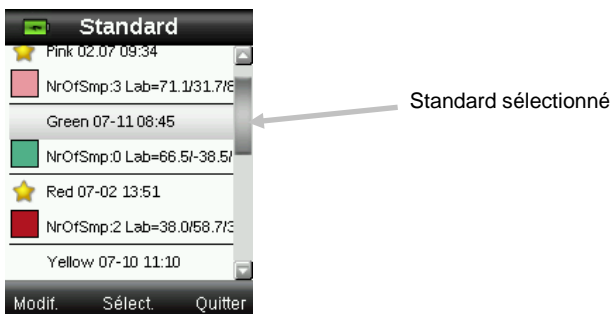 Standard
Pink 02.07 09:34
NrOfSmp:3 Lab=71.1/31.7/8
Green 07-11 08:45
NrOfSmp:0 Lab=66.5/-38.5/
Red 07-02 13:51
NrOfSmp:2 Lab=38.0/58.7/3
Yellow 07-10 11:10
Modif. Sélect. Quitter
Standard sélectionné